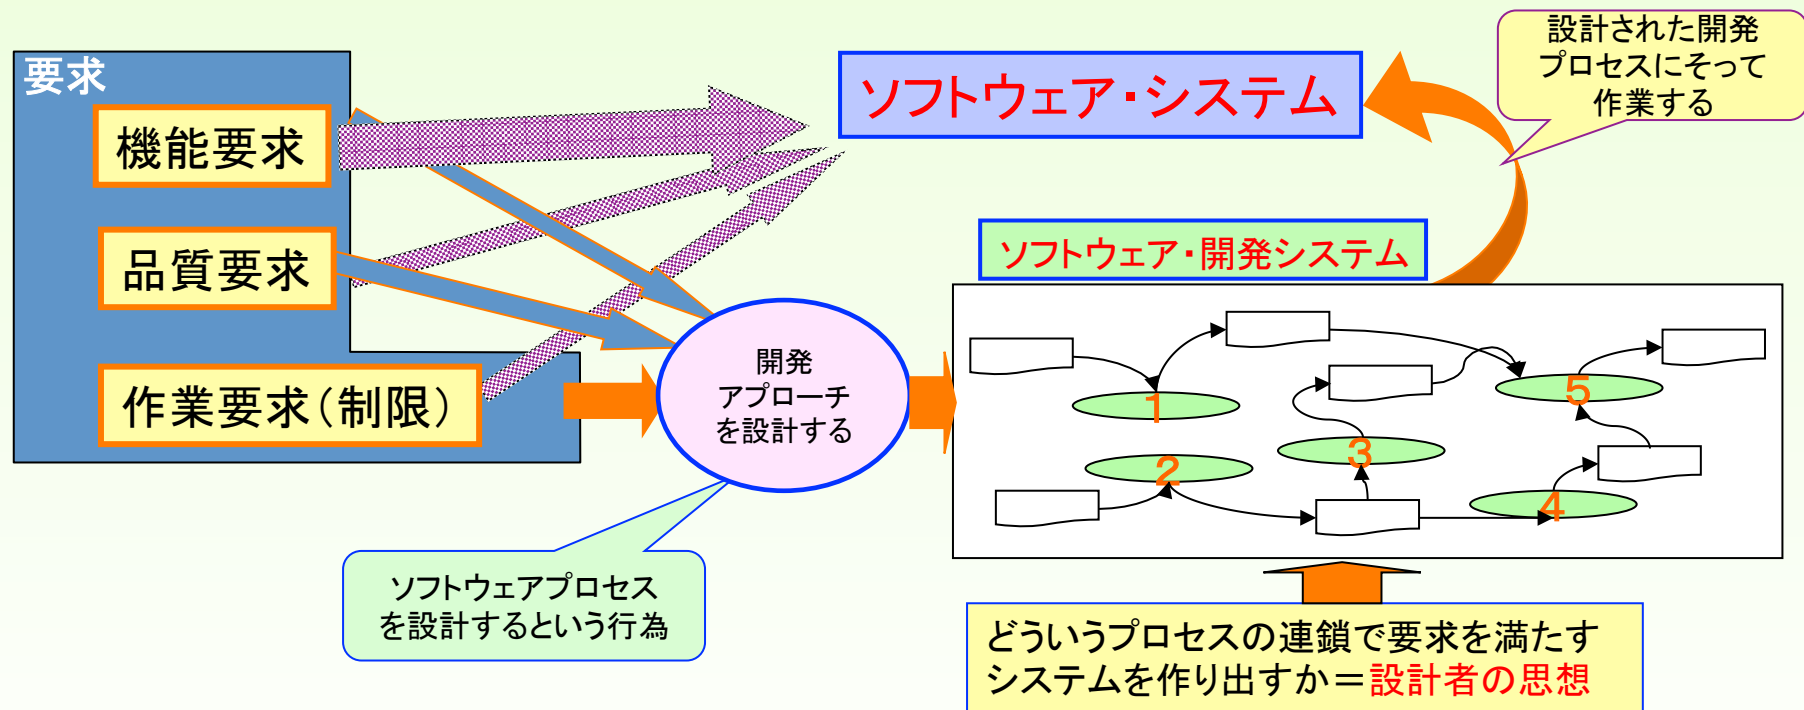 要求
機能要求
品質要求
作業要求(制限)
ソフトウェア・システム
設計された開発
プロセスにそって
作業する
ソフトウェア・開発システム
開発
アプローチ
を設計する
1
2
3
4
5
ソフトウェアプロセス
を設計するという行為
どういうプロセスの連鎖で要求を満たす
システムを作り出すか＝設計者の思想